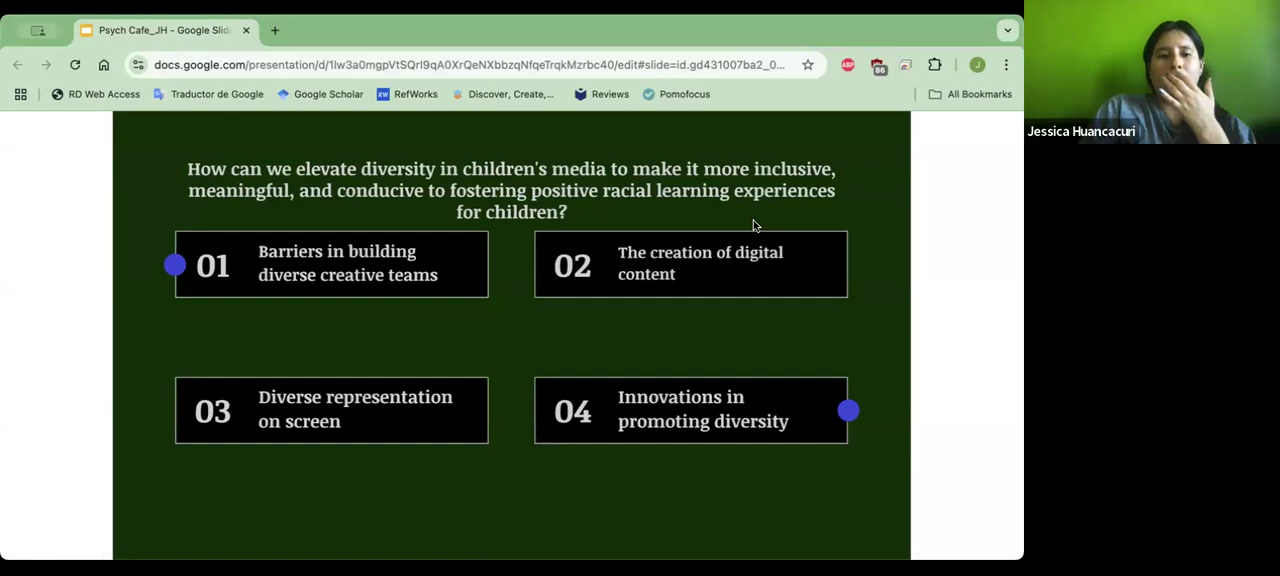 Psych Cafe_JH - Google Slid
docs.google.com/presentation/d/1lw3a0mgpVtSQrI9qA0XrQeNXbbzqNfqeTrqkMzrbc40/edit#slide=id.gd431007ba2_0...
ABP
86
J
RD Web Access
Traductor de Google
Google Scholar
RW
RefWorks
Discover, Create,...
Reviews
Pomofocus
All Bookmarks
Jessica Huancacuri
How can we elevate diversity in children's media to make it more inclusive,
meaningful, and conducive to fostering positive racial learning experiences
for children?
01
Barriers in building
diverse creative teams
02
The creation of digital
content
03
Diverse representation
on screen
04
Innovations in
promoting diversity